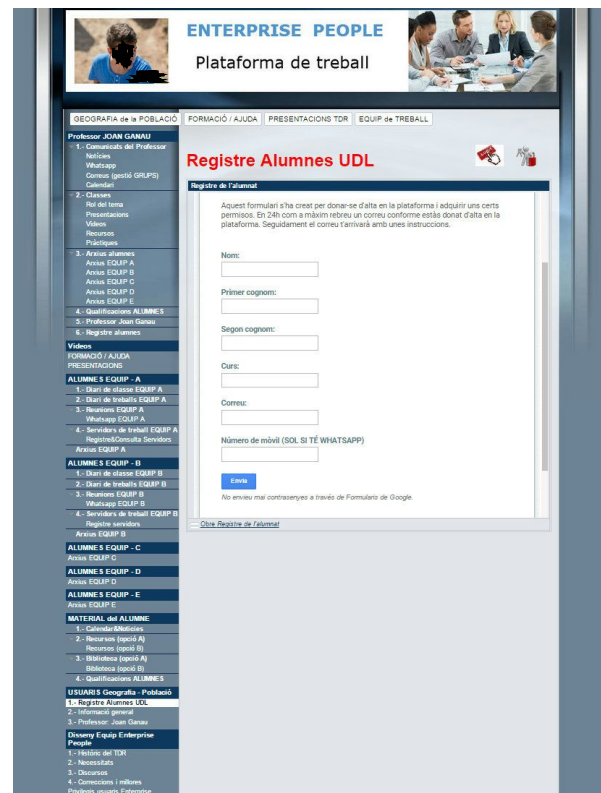 ENTERPRISE PEOPLE
Plataforma de treball
GEOGRAFIA de la POBLACIÓ
FORMACIÓ / AJUDA
PRESENTACIONS TDR
EQUIP de TREBALL
Professor JOAN GANAU
1.- Comunicats del Professor
Notícies
Whatsapp
Correus (gestió GRUPS)
Calendari
2.- Classes
Rol del tema
Presentacions
Vídeos
Recursos
Pràctiques
3.- Arxius alumnes
Arxius EQUIP A
Arxius EQUIP B
Arxius EQUIP C
Arxius EQUIP D
Arxius EQUIP E
4.- Qualificacions ALUMNES
5.- Professor Joan Ganau
6.- Registre alumnes
Vídeos
FORMACIÓ / AJUDA
PRESENTACIONS
ALUMNES EQUIP - A
1.- Diari de classe EQUIP A
2.- Diari de treballs EQUIP A
3.- Reunions EQUIP A
Whatsapp EQUIP A
4.- Servidors de treball EQUIP A
Registre&Consulta Servidors
Arxius EQUIP A
ALUMNES EQUIP - B
1.- Diari de classe EQUIP B
2.- Diari de treballs EQUIP B
3.- Reunions EQUIP B
Whatsapp EQUIP B
4.- Servidors de treball EQUIP B
Registre servidors
Arxius EQUIP B
ALUMNES EQUIP - C
Arxius EQUIP C
ALUMNES EQUIP - D
Arxius EQUIP D
ALUMNES EQUIP - E
Arxius EQUIP E
MATERIAL del ALUMNE
1.- Calendar&Noticies
2.- Recursos (opció A)
Recursos (opció B)
3.- Biblioteca (opció A)
Biblioteca (opció B)
4.- Qualificacions ALUMNES
USUARIS Geografia - Població
1.- Registre Alumnes UDL
2.- Informació general
3.- Professor: Joan Ganau
Disseny Equip Enterprise
People
1.- Històric del TDR
2.- Necessitats
3.- Discursos
4.- Correccions i millores
Privilegis usuaris Enterprise
Registre Alumnes UDL
Registre de l'alumnat
Aquest formulari s'ha creat per donar-se d'alta en la plataforma i adquirir uns certs
permisos. En 24h com a màxim rebreu un correu conforme estàs donat d'alta en la
plataforma. Seguidament el correu t'arrivarà amb unes instruccions.
Nom:
Primer cognom:
Segon cognom:
Curs:
Correu:
Número de mòvil (SOL SI TÉ WHATSAPP)
Envia
No envieu mai contrasenyes a través de Formularis de Google.
Obre Registre de l'alumnat